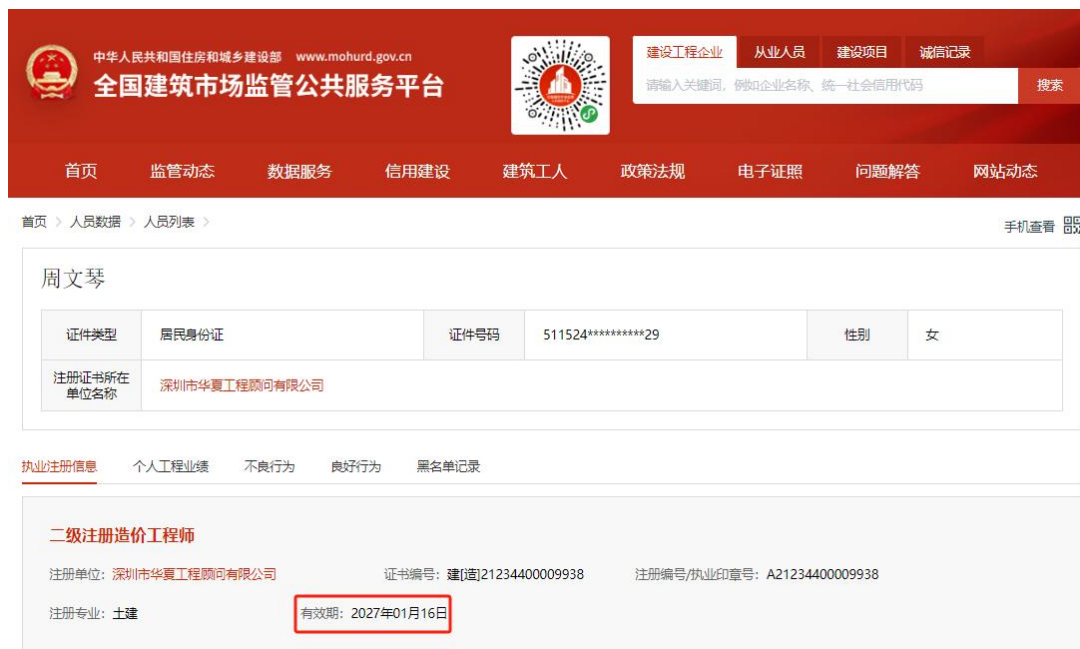 中华人民共和国住房和城乡建设部 www.mohurd.gov.cn
全国建筑市场监管公共服务平台
建设工程企业 从业人员 建设项目 诚信记录
请输入关键词，例如企业名称、统一社会信用代码 搜索
首页 监管动态 数据服务 信用建设 建筑工人 政策法规 电子证照 问题解答 网站动态
首页 > 人员数据 > 人员列表 >
手机查看
周文琴
证件类型 居民身份证 证件号码 511524**********29 性别 女
注册证书所在
单位名称 深圳市华夏工程顾问有限公司
执业注册信息 个人工程业绩 不良行为 良好行为 黑名单记录
二级注册造价工程师
注册单位：深圳市华夏工程顾问有限公司 证书编号：建[造]21234400009938 注册编号/执业印章号：A21234400009938
注册专业：土建 有效期：2027年01月16日